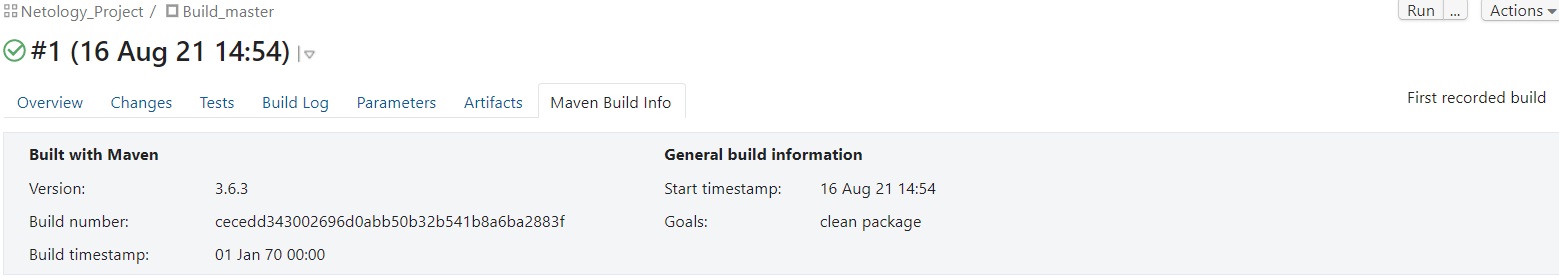 Netology_Project / Build_master
Run ... Actions
#1 (16 Aug 21 14:54)
Overview Changes Tests Build Log Parameters Artifacts Maven Build Info First recorded build
Built with Maven General build information
Version: 3.6.3 Start timestamp: 16 Aug 21 14:54
Build number: cecedd343002696d0abb50b32b541b8a6ba2883f Goals: clean package
Build timestamp: 01 Jan 70 00:00